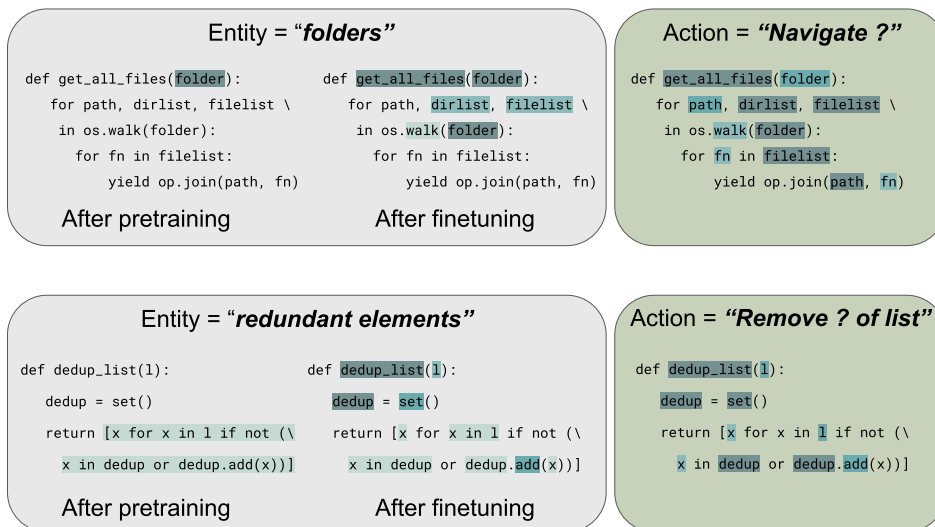 Entity = “folders”
def get_all_files(folder):
for path, dirlist, filelist \
in os.walk(folder):
for fn in filelist:
yield op.join(path, fn)
After pretraining
def get_all_files(folder):
for path, dirlist, filelist \
in os.walk(folder):
for fn in filelist:
yield op.join(path, fn)
After finetuning
Action = “Navigate ?”
def get_all_files(folder):
for path, dirlist, filelist \
in os.walk(folder):
for fn in filelist:
yield op.join(path, fn)
Entity = “redundant elements”
def dedup_list(l):
dedup = set()
return [x for x in l if not (\
x in dedup or dedup.add(x))]
After pretraining
def dedup_list(l):
dedup = set()
return [x for x in l if not (\
x in dedup or dedup.add(x))]
After finetuning
Action = “Remove ? of list”
def dedup_list(l):
dedup = set()
return [x for x in l if not (\
x in dedup or dedup.add(x))]